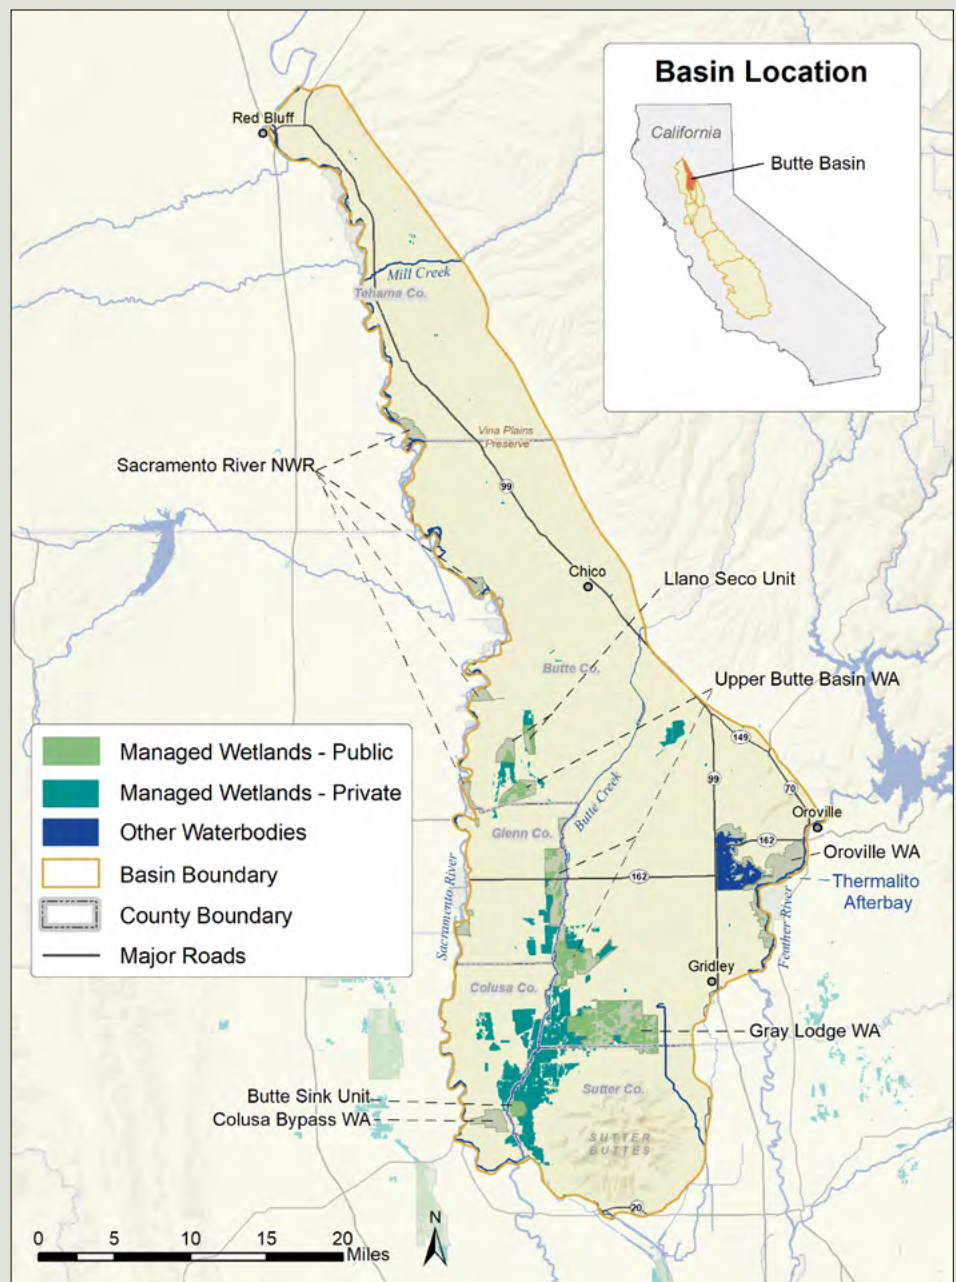 Basin Location
California
Butte Basin
Red Bluff
Mill Creek
Tehama Co.
Vina Plains
Preserve
Sacramento River NWR
99
Chico
Llano Seco Unit
Butte Co.
Upper Butte Basin WA
Managed Wetlands - Public
Managed Wetlands - Private
Other Waterbodies
Basin Boundary
County Boundary
Major Roads
149
99
70
Butte Creek
Oroville
Glenn Co.
162
Oroville WA
162
Thermalito
Afterbay
Sacramento River
Feather River
Gridley
Colusa Co.
Gray Lodge WA
Sutter Co.
Butte Sink Unit
Colusa Bypass WA
SUTTER
BUTTES
20
N
0 5 10 15 20
Miles